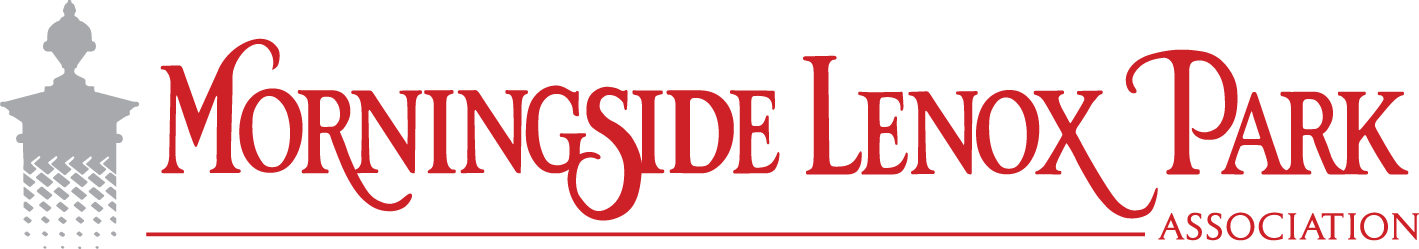 MORNINGSIDE LENOX PARK
ASSOCIATION